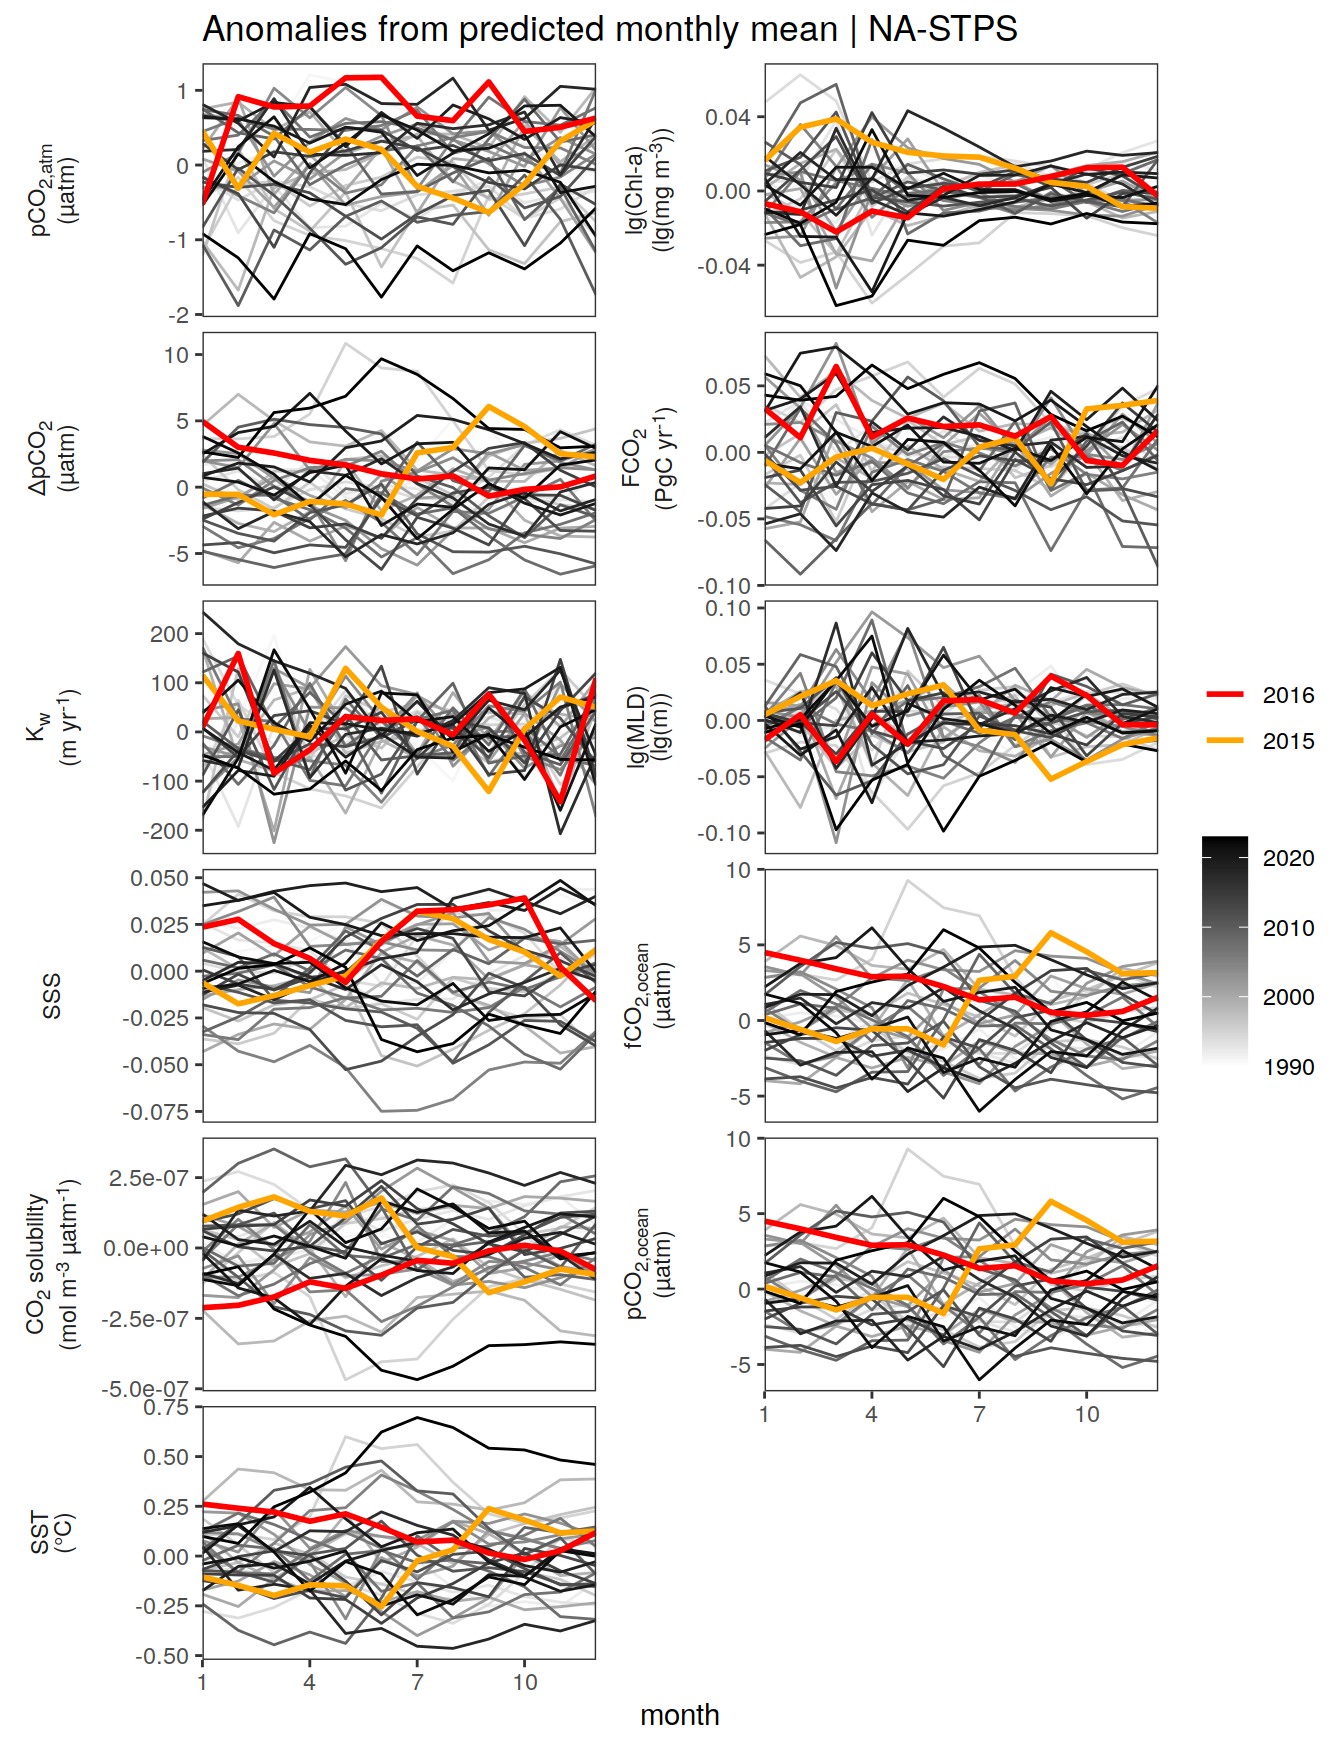 Anomalies from predicted monthly mean | NA-STPS
pCO2,atm
(µatm)
1
0
-1
-2
lg(Chl-a)
(lg(mg m-3))
0.04
0.00
-0.04
ΔpCO2
(µatm)
10
5
0
-5
FCO2
(PgC yr-1)
0.05
0.00
-0.05
-0.10
Kw
(m yr-1)
200
100
0
-100
-200
lg(MLD)
(lg(m))
0.10
0.05
0.00
-0.05
-0.10
2016
2015
SSS
0.050
0.025
0.000
-0.025
-0.050
-0.075
fCO2,ocean
(µatm)
10
5
0
-5
2020
2010
2000
1990
CO2 solubility
(mol m-3 µatm-1)
2.5e-07
0.0e+00
-2.5e-07
-5.0e-07
pCO2,ocean
(µatm)
10
5
0
-5
1 4 7 10
SST
(°C)
0.75
0.50
0.25
0.00
-0.25
-0.50
1 4 7 10
month